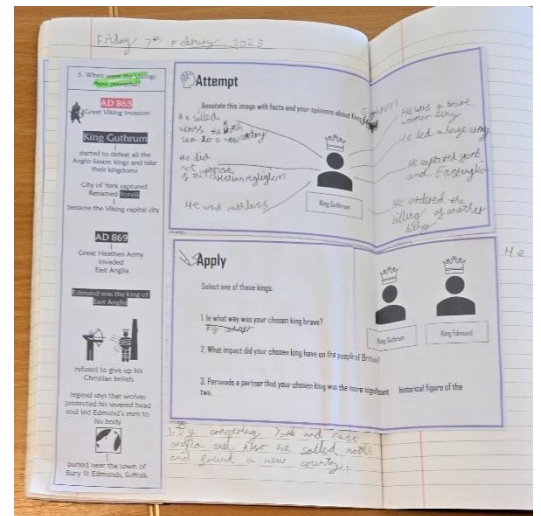 Friday 7th February 2025
3. When were the Vikings
most powerful?
AD 865
Great Viking Invasion
King Guthrum
started to defeat all the
Anglo-Saxon kings and take
their kingdoms
City of York captured
Renamed Jorvik
became the Viking capital city
AD 869
Great Heathen Army
Invaded
East Anglia
Edmund was the king of
East Anglia
refused to give up his
Christian beliefs
legend says that wolves
protected his severed head
and led Edmund's men to
his body
buried near the town of
Bury St Edmunds, Suffolk
Attempt
Annotate this image with facts and your opinions about King
He sailed
across the
sea to a new country
He did
not
He was ruthless
He was a brave
He led a large army
He captured york
and East anglia
He ordered the
killing of another
king
King Guthrum
Apply
Select one of these kings.
1. In what way was your chosen king brave?
2. What impact did your chosen king have on the people of Britain?
3. Persuade a partner that your chosen king was the more significant historical figure of the
two.
King Guthrum
King Edmund
He
1. By York and East
anglia and also he sailed north
and found a new country.